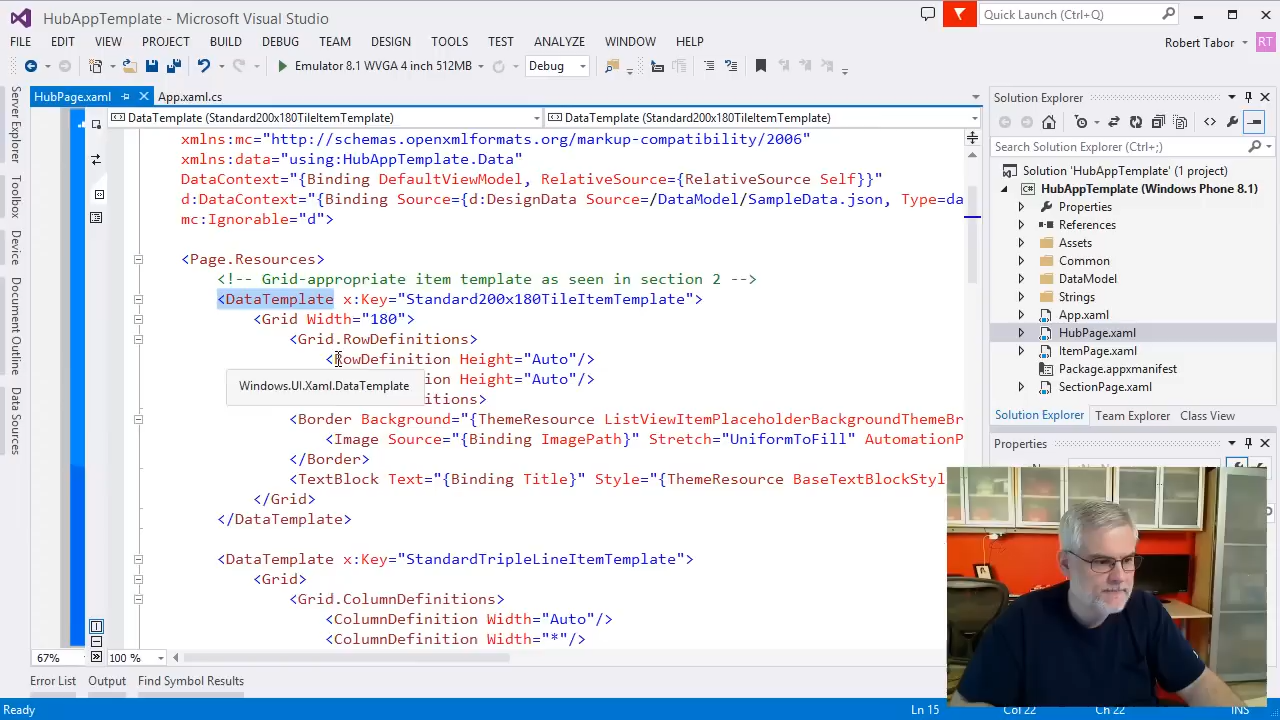 HubAppTemplate - Microsoft Visual Studio
Quick Launch (Ctrl+Q)
FILE EDIT VIEW PROJECT BUILD DEBUG TEAM DESIGN TOOLS TEST ANALYZE WINDOW HELP
Robert Tabor RT
Emulator 8.1 WVGA 4 inch 512MB Debug
HubPage.xaml App.xaml.cs
DataTemplate (Standard200x180TileItemTemplate) DataTemplate (Standard200x180TileItemTemplate)
Server Explorer
Toolbox
Device
Document Outline
Data Sources
xmlns:mc="http://schemas.openxmlformats.org/markup-compatibility/2006"
xmlns:data="using:HubAppTemplate.Data"
DataContext="{Binding DefaultViewModel, RelativeSource={RelativeSource Self}}"
d:DataContext="{Binding Source={d:DesignData Source=/DataModel/SampleData.json, Type=da
mc:Ignorable="d">
<Page.Resources>
<!-- Grid-appropriate item template as seen in section 2 -->
<DataTemplate x:Key="Standard200x180TileItemTemplate">
<Grid Width="180">
<Grid.RowDefinitions>
<RowDefinition Height="Auto"/>
Windows.UI.Xaml.DataTemplate
ion Height="Auto"/>
itions>
<Border Background="{ThemeResource ListViewItemPlaceholderBackgroundThemeBr
<Image Source="{Binding ImagePath}" Stretch="UniformToFill" AutomationP
</Border>
<TextBlock Text="{Binding Title}" Style="{ThemeResource BaseTextBlockStyl
</Grid>
</DataTemplate>
<DataTemplate x:Key="StandardTripleLineItemTemplate">
<Grid>
<Grid.ColumnDefinitions>
<ColumnDefinition Width="Auto"/>
<ColumnDefinition Width="*"/>
67% 100 %
Error List Output Find Symbol Results
Ready Ln 15 Col 22 Ch 22 INS
Solution Explorer
Search Solution Explorer (Ctrl+;)
Solution 'HubAppTemplate' (1 project)
HubAppTemplate (Windows Phone 8.1)
Properties
References
Assets
Common
DataModel
Strings
App.xaml
HubPage.xaml
ItemPage.xaml
Package.appxmanifest
SectionPage.xaml
Solution Explorer Team Explorer Class View
Properties